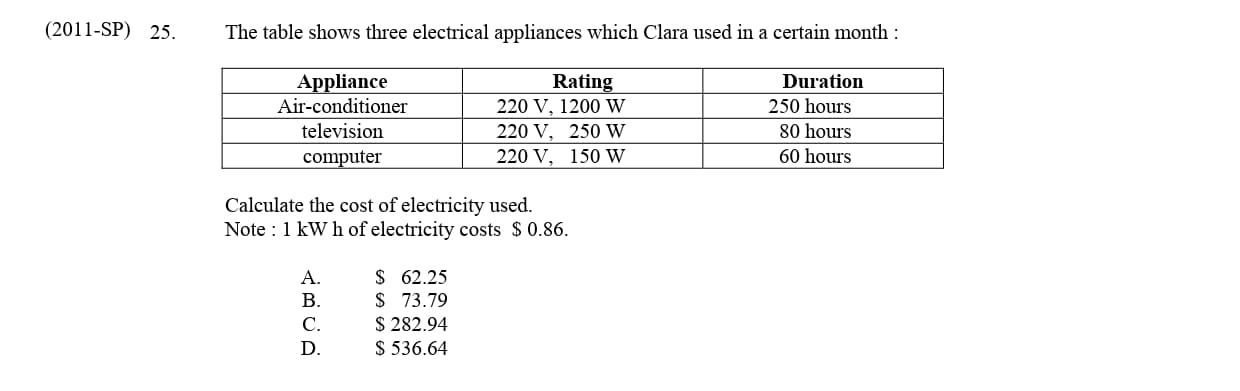 (2011-SP) 25. The table shows three electrical appliances which Clara used in a certain month :
Appliance Rating Duration
Air-conditioner 220 V, 1200 W 250 hours
television 220 V, 250 W 80 hours
computer 220 V, 150 W 60 hours
Calculate the cost of electricity used.
Note : 1 kW h of electricity costs $ 0.86.
A. $ 62.25
B. $ 73.79
C. $ 282.94
D. $ 536.64